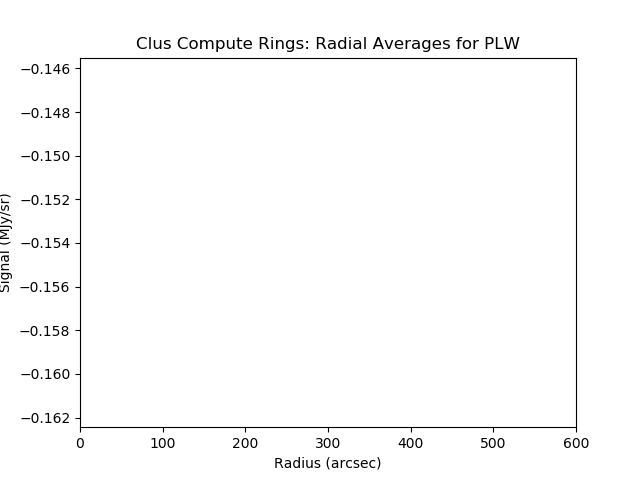 Clus Compute Rings: Radial Averages for PLW
Signal (MJy/sr)
−0.146
−0.148
−0.150
−0.152
−0.154
−0.156
−0.158
−0.160
−0.162
0 100 200 300 400 500 600
Radius (arcsec)